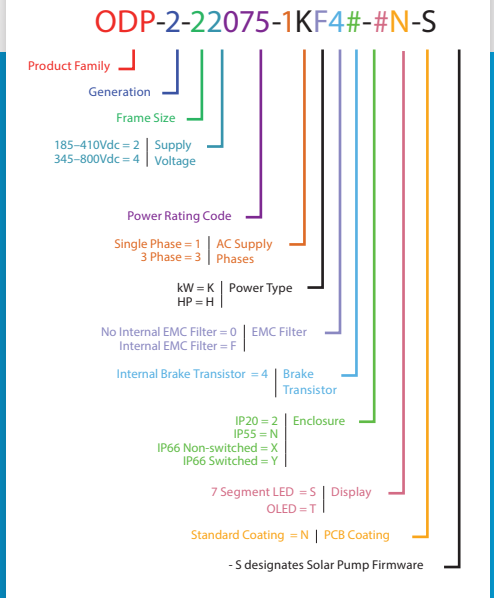 ODP-2-22075-1KF4#-#N-S
Product Family
Generation
Frame Size
185–410Vdc = 2 | Supply
345–800Vdc = 4 | Voltage
Power Rating Code
Single Phase = 1 | AC Supply
3 Phase = 3 | Phases
kW = K | Power Type
HP = H
No Internal EMC Filter = 0 | EMC Filter
Internal EMC Filter = F
Internal Brake Transistor = 4 | Brake
Transistor
IP20 = 2 | Enclosure
IP55 = N
IP66 Non-switched = X
IP66 Switched = Y
7 Segment LED = S | Display
OLED = T
Standard Coating = N | PCB Coating
- S designates Solar Pump Firmware